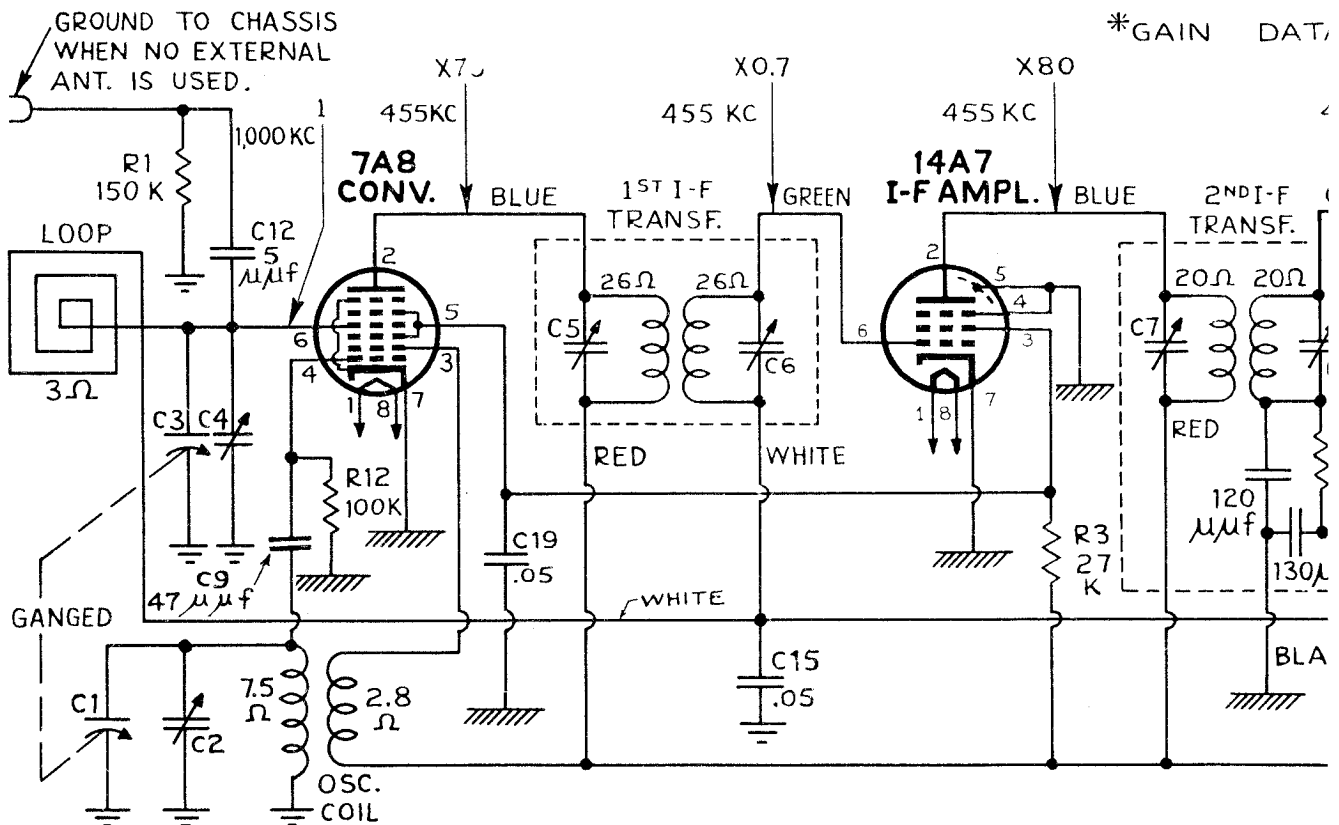 GROUND TO CHASSIS
WHEN NO EXTERNAL
ANT. IS USED.
*GAIN DATA
X0.7
X80
1
1,000KC
455KC
455 KC
455 KC
R1
150 K
7A8
CONV.
BLUE
1ST I-F
TRANSF.
GREEN
14A7
I-F AMPL.
BLUE
2ND I-F
TRANSF.
LOOP
C12
5
µµf
2
5
6
3
4
1
8
7
26Ω
26Ω
C5
C6
2
5
4
3
6
1
8
7
20Ω
20Ω
C7
3Ω
C3
C4
R12
100K
RED
WHITE
RED
C19
.05
R3
27
K
120
µµf
C9
47 µµf
WHITE
130µ
GANGED
C1
C2
7.5
Ω
2.8
Ω
C15
.05
OSC.
COIL